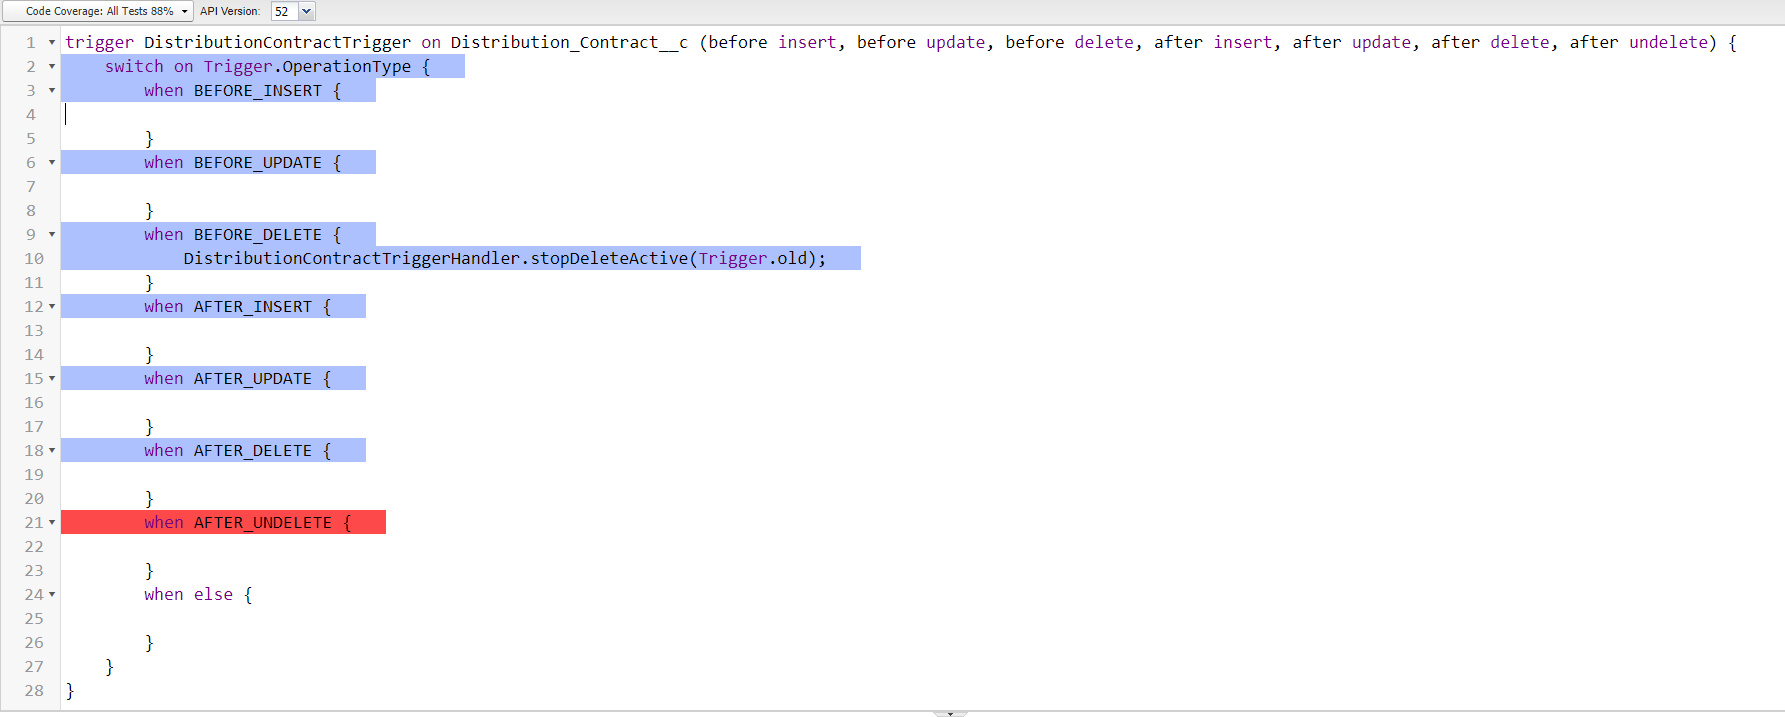 Code Coverage: All Tests 88% API Version: 52
1 trigger DistributionContractTrigger on Distribution_Contract__c (before insert, before update, before delete, after insert, after update, after delete, after undelete) {
2 switch on Trigger.OperationType {
3 when BEFORE_INSERT {
4
5 }
6 when BEFORE_UPDATE {
7
8 }
9 when BEFORE_DELETE {
10 DistributionContractTriggerHandler.stopDeleteActive(Trigger.old);
11 }
12 when AFTER_INSERT {
13
14 }
15 when AFTER_UPDATE {
16
17 }
18 when AFTER_DELETE {
19
20 }
21 when AFTER_UNDELETE {
22
23 }
24 when else {
25
26 }
27 }
28 }